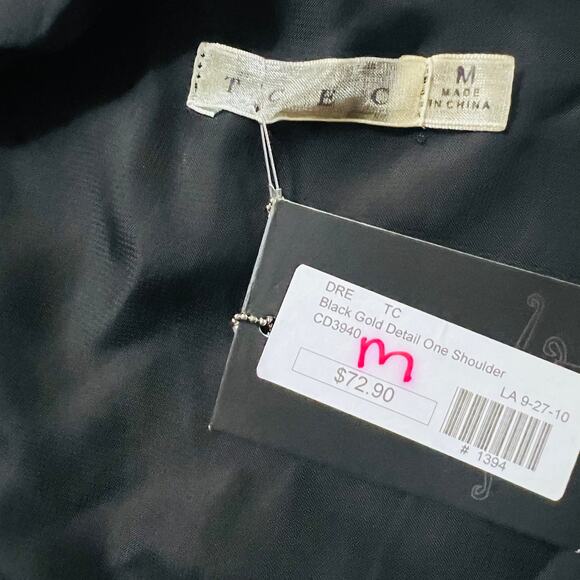 T C E C
M
MADE
IN CHINA
DRE TC
Black Gold Detail One Shoulder
CD3940
m
$72.90
LA 9-27-10
# 1394